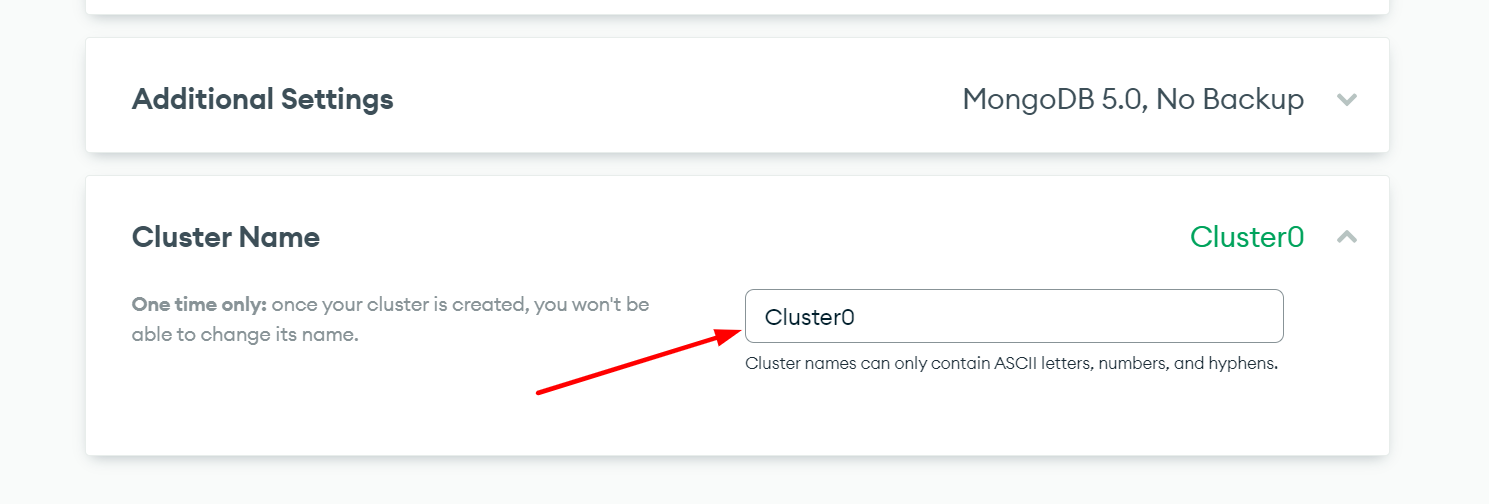 Additional Settings
MongoDB 5.0, No Backup
Cluster Name
Cluster0
One time only: once your cluster is created, you won't be
able to change its name.
Cluster0
Cluster names can only contain ASCII letters, numbers, and hyphens.